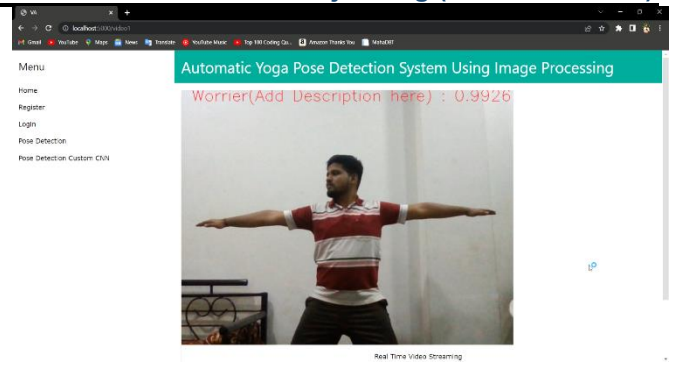 VA
localhost:5000/video1
Gmail
YouTube
Maps
News
Translate
YouTube Music
Top 100 Coding Qu...
Amazon Thanks You
MahaDBT
Menu
Automatic Yoga Pose Detection System Using Image Processing
Home
Register
Login
Pose Detection
Pose Detection Custom CNN
Worrier(Add Description here) : 0.9926
Real Time Video Streaming